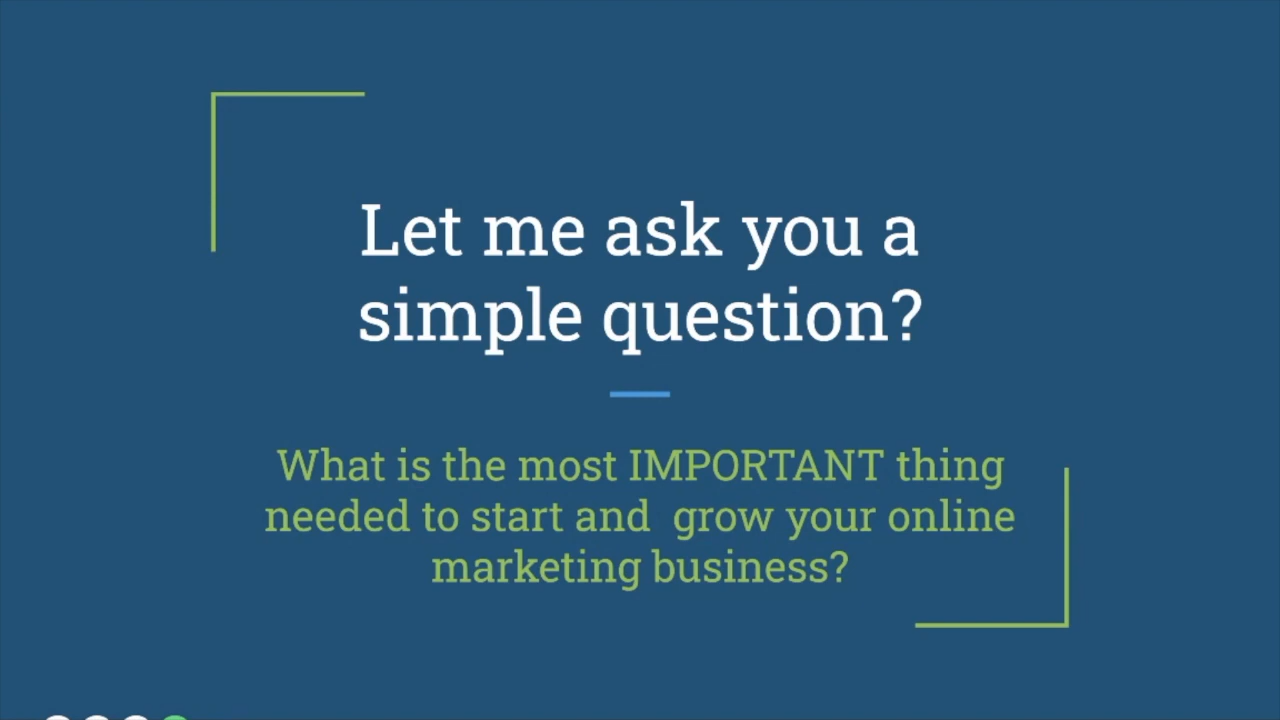 Let me ask you a
simple question?
What is the most IMPORTANT thing
needed to start and  grow your online
marketing business?